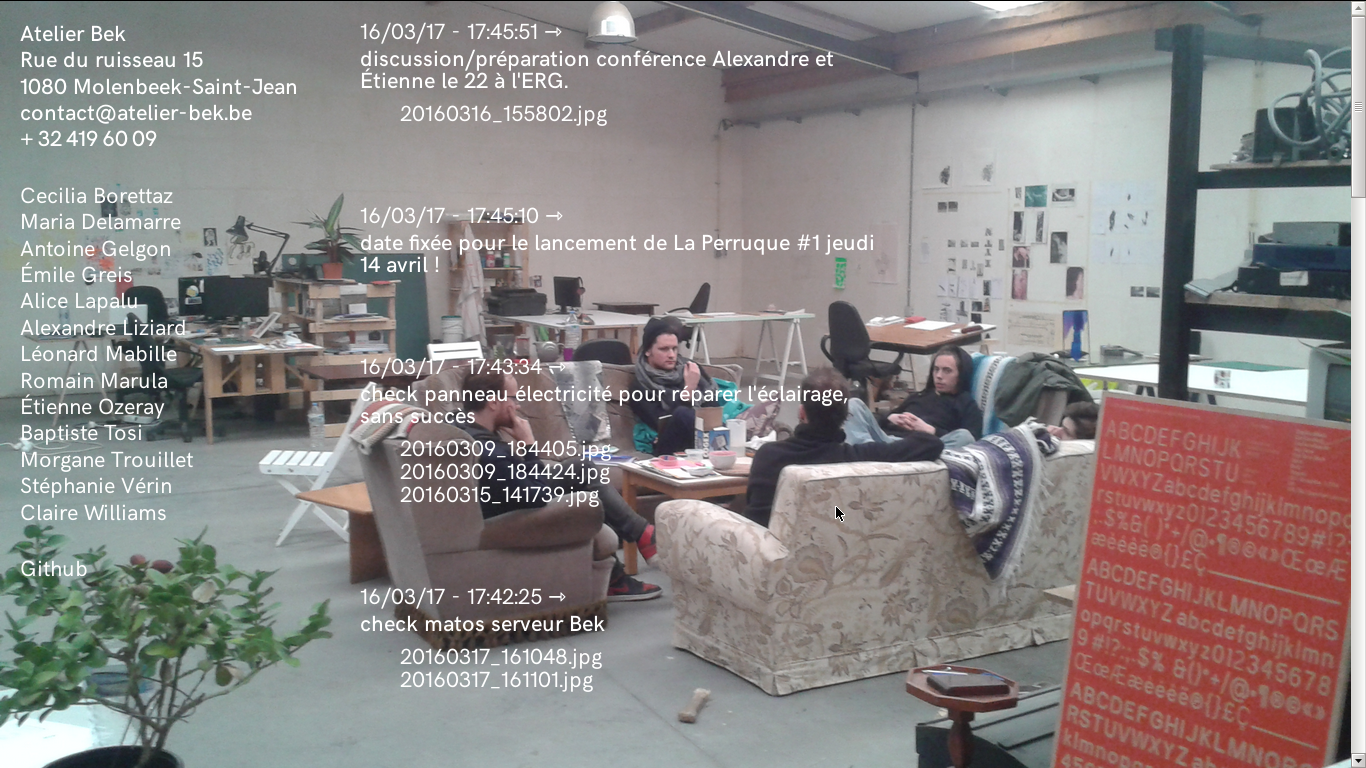 Atelier Bek
Rue du ruisseau 15
1080 Molenbeek-Saint-Jean
contact@atelier-bek.be
+ 32 419 60 09
Cecilia Borettaz
Maria Delamarre
Antoine Gelgon
Émile Greis
Alice Lapalu
Alexandre Liziard
Léonard Mabille
Romain Marula
Étienne Ozeray
Baptiste Tosi
Morgane Trouillet
Stéphanie Vérin
Claire Williams
Github
16/03/17 - 17:45:51 →
discussion/préparation conférence Alexandre et
Étienne le 22 à l'ERG.
20160316_155802.jpg
16/03/17 - 17:45:10 →
date fixée pour le lancement de La Perruque #1 jeudi
14 avril !
16/03/17 - 17:43:34 →
check panneau électricité pour réparer l'éclairage,
sans succès
20160309_184405.jpg
20160309_184424.jpg
20160315_141739.jpg
16/03/17 - 17:42:25 →
check matos serveur Bek
20160317_161048.jpg
20160317_161101.jpg
ABCDEFGHIJK
LMNOPQRSTU
VWXYZabcdefghijklmnopq
rstuvwxyz0123456789#!?
ABCDEFGHIJKLMNOPQRS
TUVWXYZabcdefghijklmn
opqrstuvwxyz012345678
ABCDEFGHIJKLMNOPQ
RSTUVWXYZabc